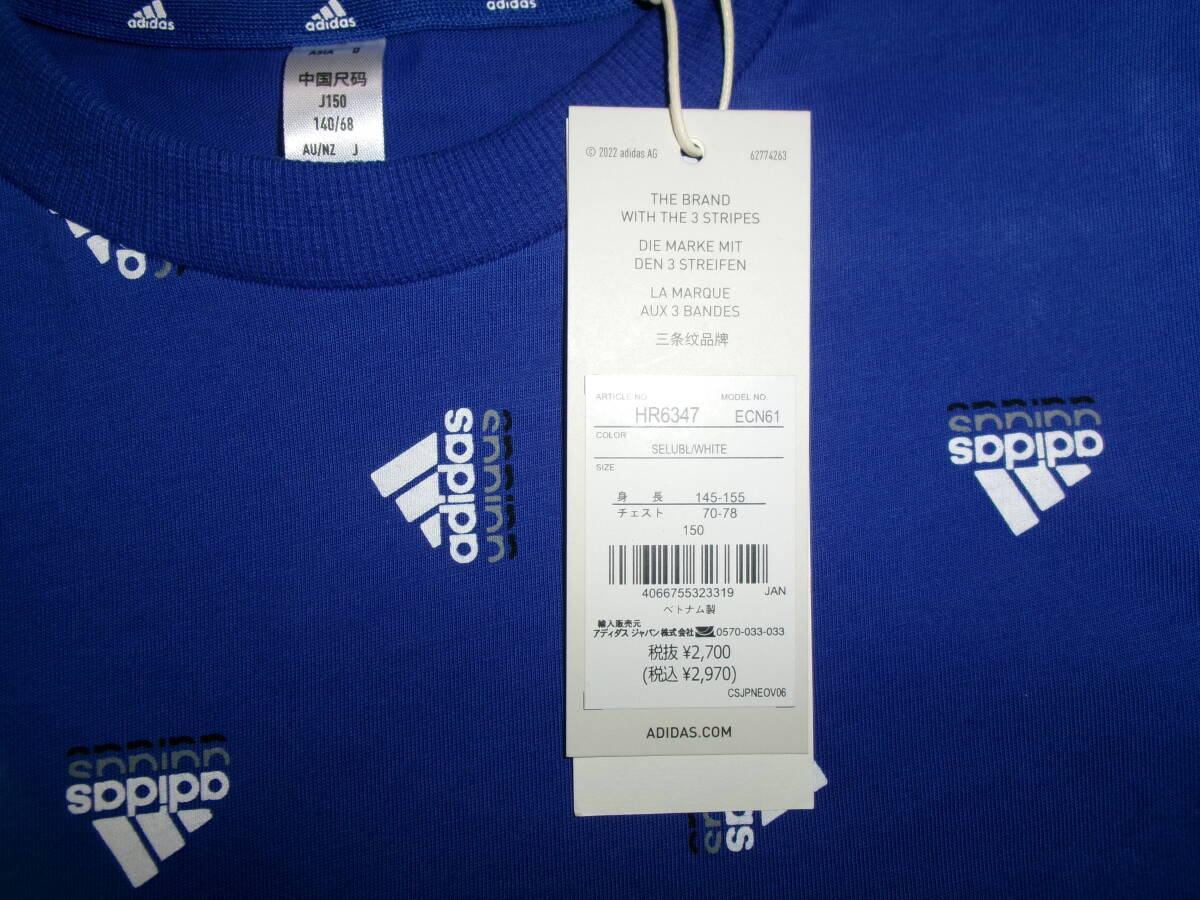 adidas
adidas
adidas
ASIA
中国尺码
J150
140/68
AU/NZ J
© 2022 adidas AG 62774263
THE BRAND
WITH THE 3 STRIPES
DIE MARKE MIT
DEN 3 STREIFEN
LA MARQUE
AUX 3 BANDES
三条纹品牌
ARTICLE NO. MODEL NO.
HR6347 ECN61
COLOR
SELUBL/WHITE
SIZE
身 長 145-155
チェスト 70-78
150
4066755323319 JAN
ベトナム製
輸入販売元
アディダス ジャパン株式会社 0570-033-033
税抜 ¥2,700
(税込 ¥2,970)
CSJPNEOV06
ADIDAS.COM
adidas
adidas
adidas